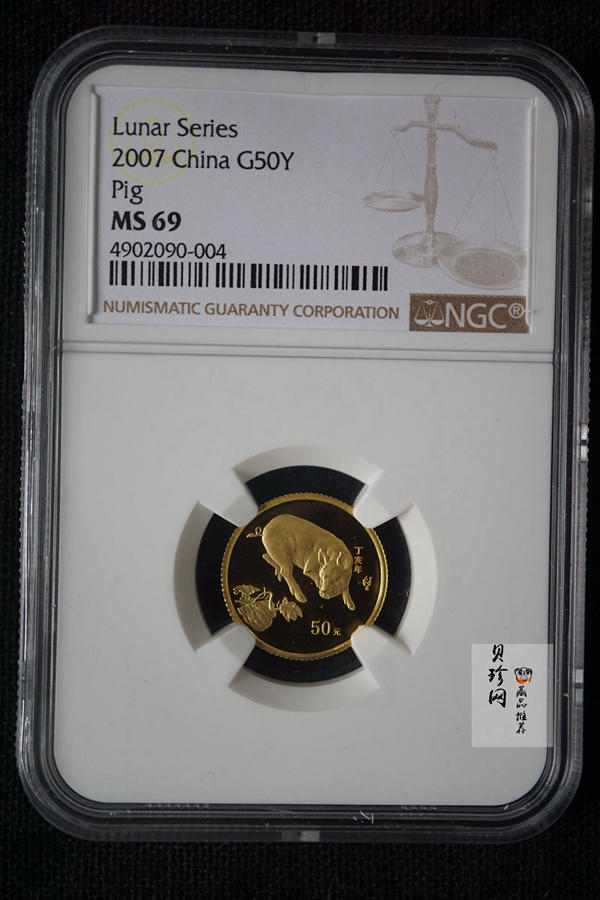 Lunar Series
2007 China G50Y
Pig
MS 69
4902090-004
NUMISMATIC GUARANTY CORPORATION
NGC®
丁亥年
50元
贝珍网
藏品推荐